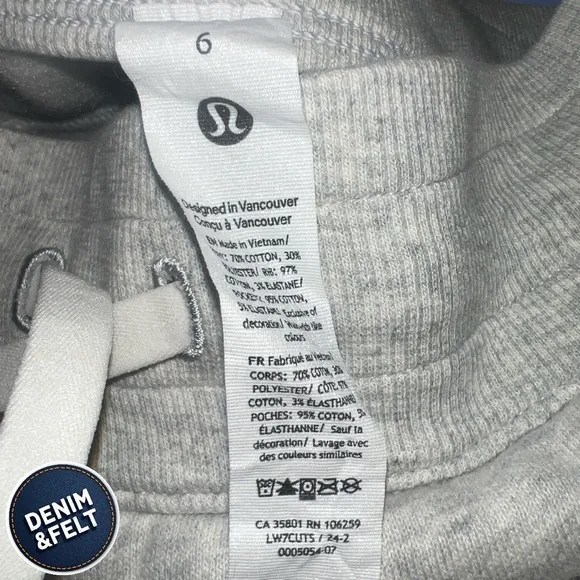 6
Designed in Vancouver
Conçu à Vancouver
EN Made in Vietnam/
70% COTTON, 30%
POLYESTER/ RIB: 97%
COTTON, 3% ELASTANE/
POCKET: 95% COTTON,
5% ELASTANE Exclusive of
decoration/ Wash with like
colours
FR Fabriqué au
CORPS: 70% COTON, 30%
POLYESTER/ CÔTE 97%
COTON, 3% ÉLASTHANNE/
POCHES: 95% COTON, 5%
ÉLASTHANNE/ Sauf la
décoration/ Lavage avec
des couleurs similaires
CA 35801 RN 106259
LW7CUTS / 24-2
0005054-07
DENIM
&FELT